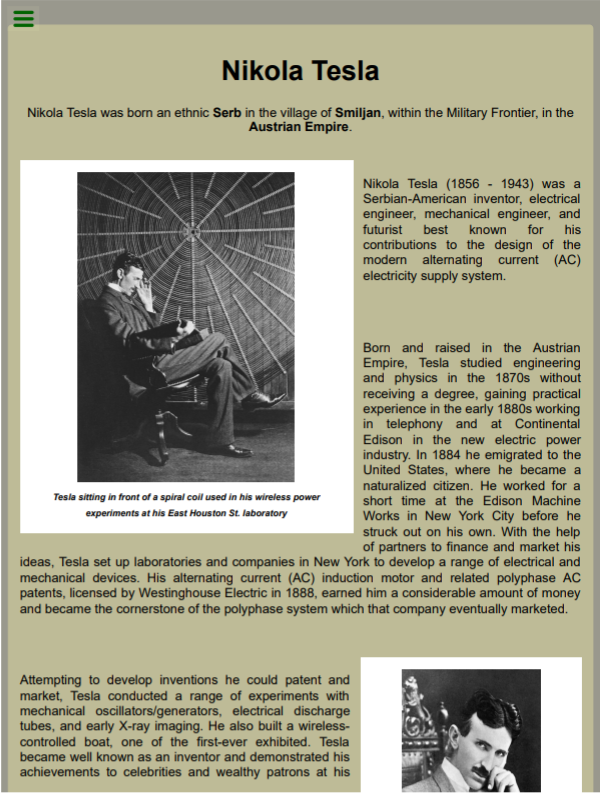 Nikola Tesla
Nikola Tesla was born an ethnic Serb in the village of Smiljan, within the Military Frontier, in the
Austrian Empire.
Tesla sitting in front of a spiral coil used in his wireless power
experiments at his East Houston St. laboratory
Nikola Tesla (1856 - 1943) was a
Serbian-American inventor, electrical
engineer, mechanical engineer, and
futurist best known for his
contributions to the design of the
modern alternating current (AC)
electricity supply system.
Born and raised in the Austrian
Empire, Tesla studied engineering
and physics in the 1870s without
receiving a degree, gaining practical
experience in the early 1880s working
in telephony and at Continental
Edison in the new electric power
industry. In 1884 he emigrated to the
United States, where he became a
naturalized citizen. He worked for a
short time at the Edison Machine
Works in New York City before he
struck out on his own. With the help
of partners to finance and market his
ideas, Tesla set up laboratories and companies in New York to develop a range of electrical and
mechanical devices. His alternating current (AC) induction motor and related polyphase AC
patents, licensed by Westinghouse Electric in 1888, earned him a considerable amount of money
and became the cornerstone of the polyphase system which that company eventually marketed.
Attempting to develop inventions he could patent and
market, Tesla conducted a range of experiments with
mechanical oscillators/generators, electrical discharge
tubes, and early X-ray imaging. He also built a wireless-
controlled boat, one of the first-ever exhibited. Tesla
became well known as an inventor and demonstrated his
achievements to celebrities and wealthy patrons at his